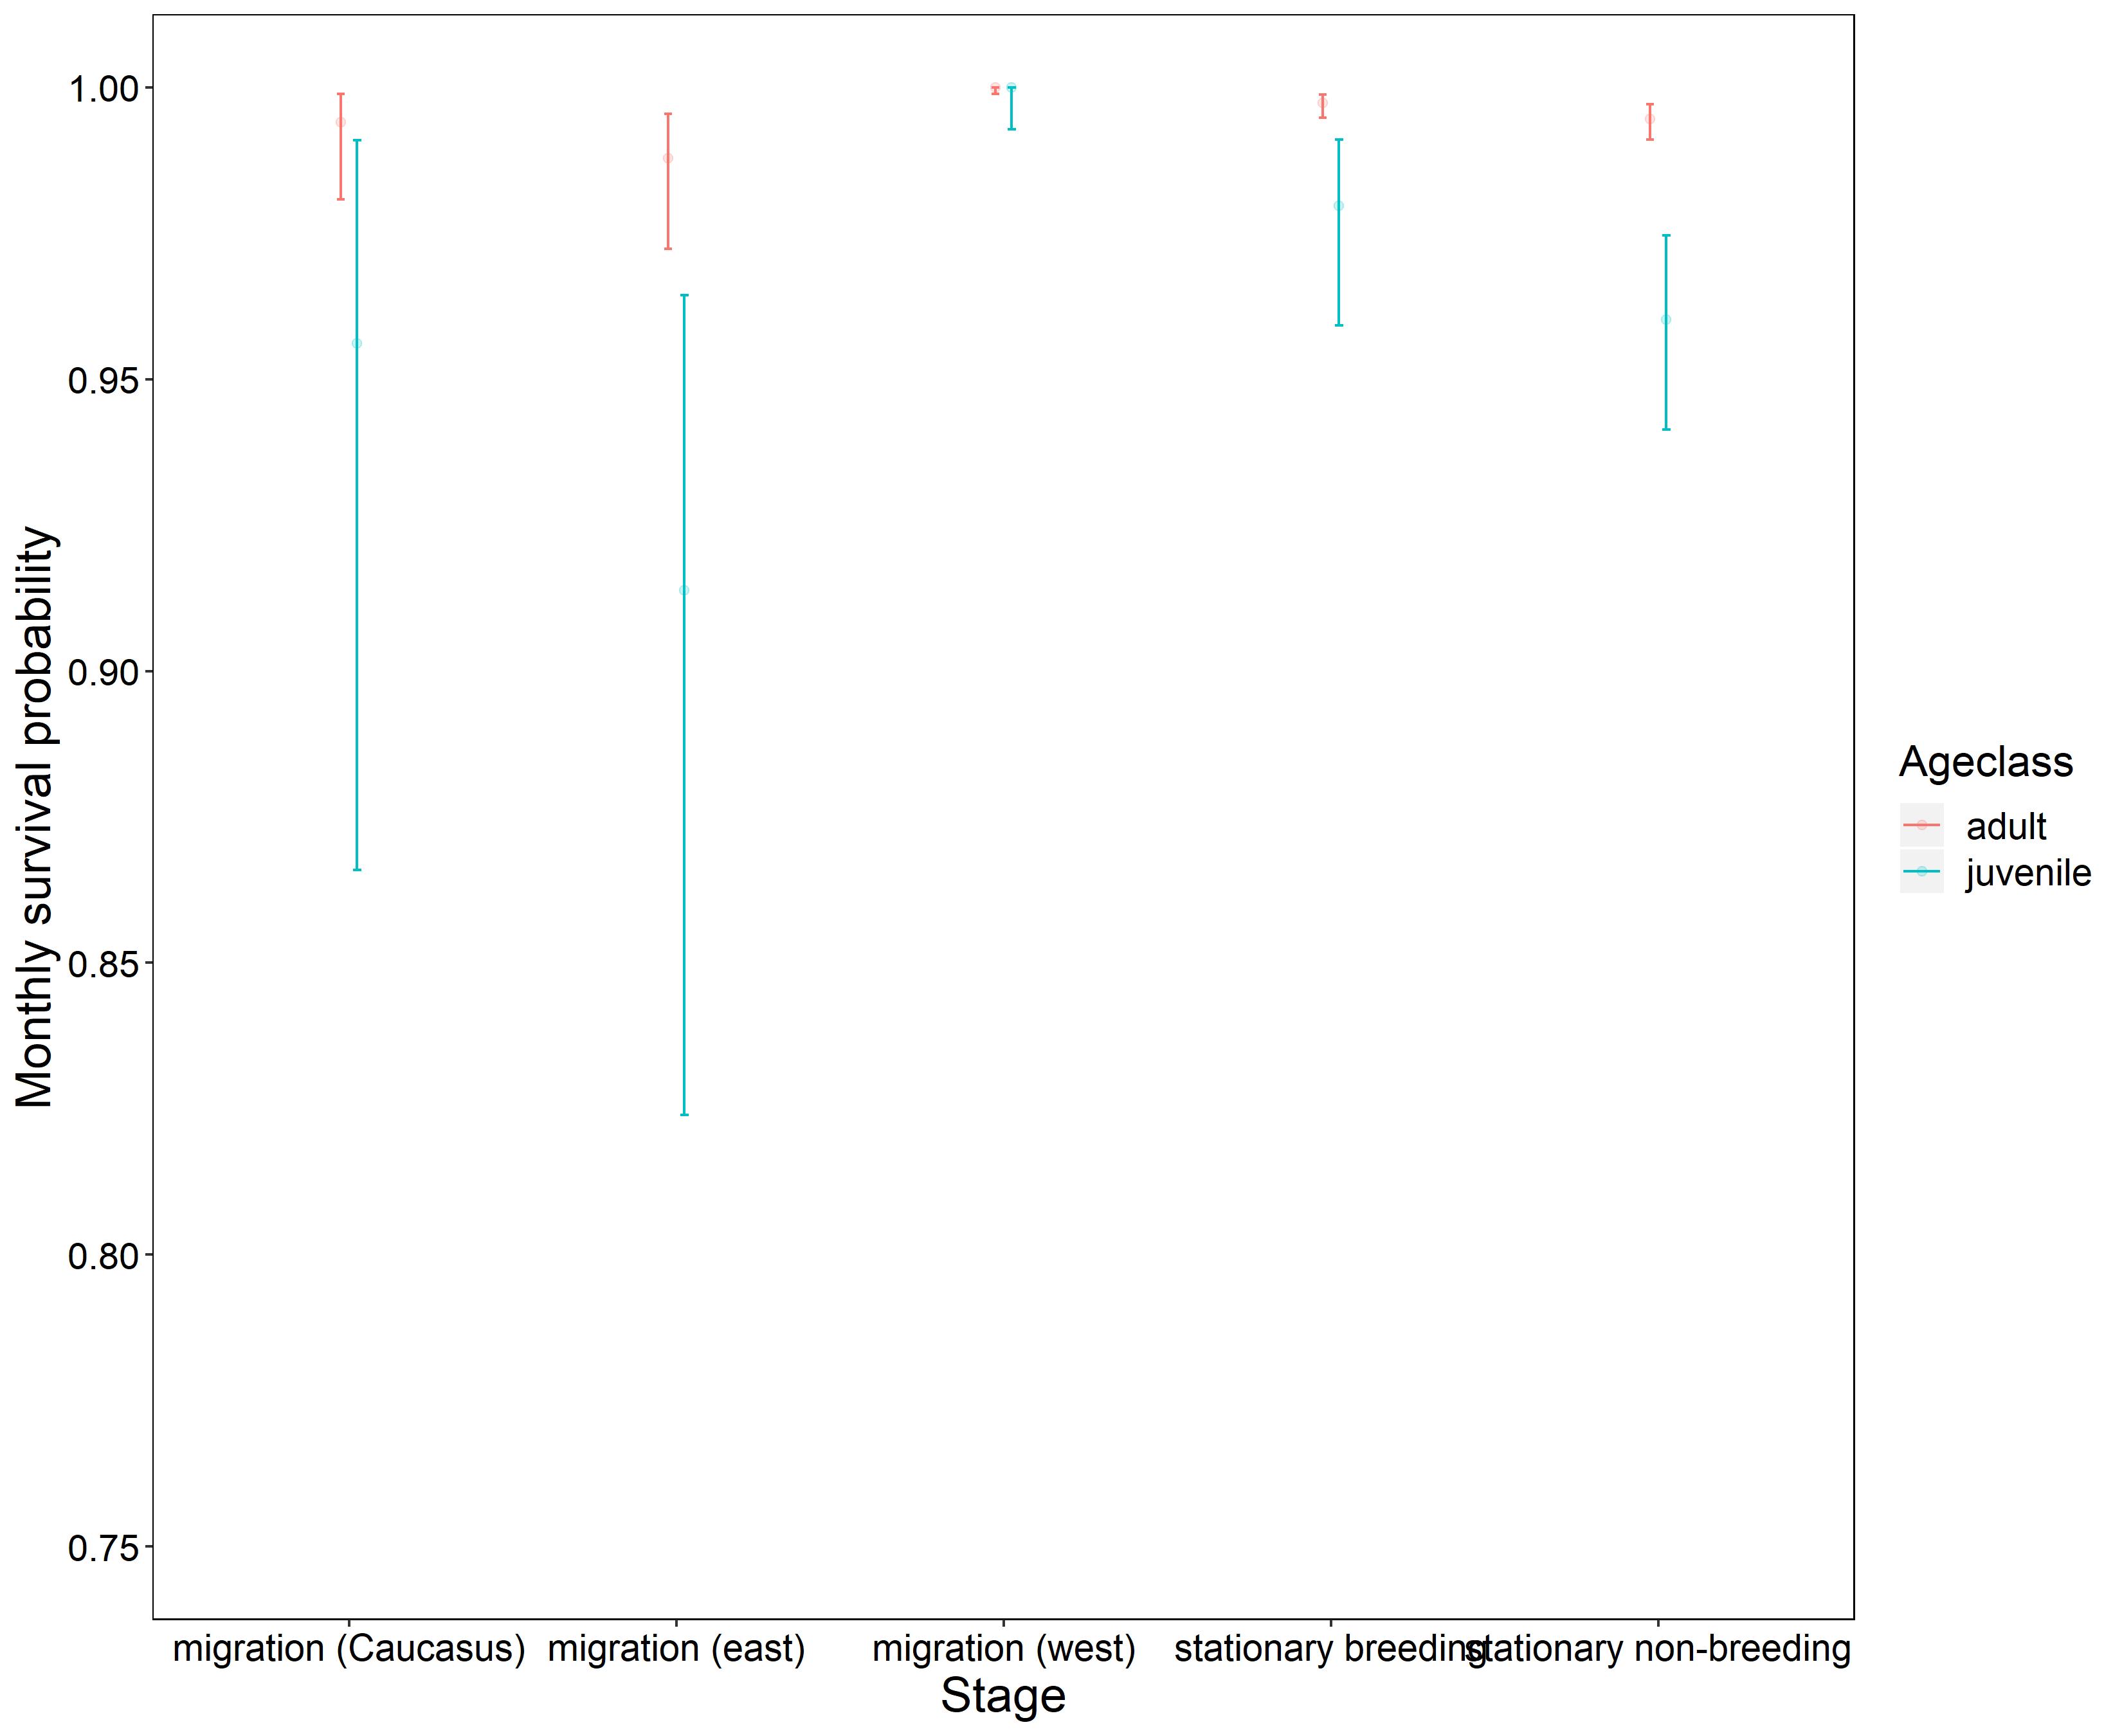 Monthly survival probability
1.00
0.95
0.90
0.85
0.80
0.75
migration (Caucasus)
migration (east)
migration (west)
stationary breeding
stationary non-breeding
Stage
Ageclass
adult
juvenile